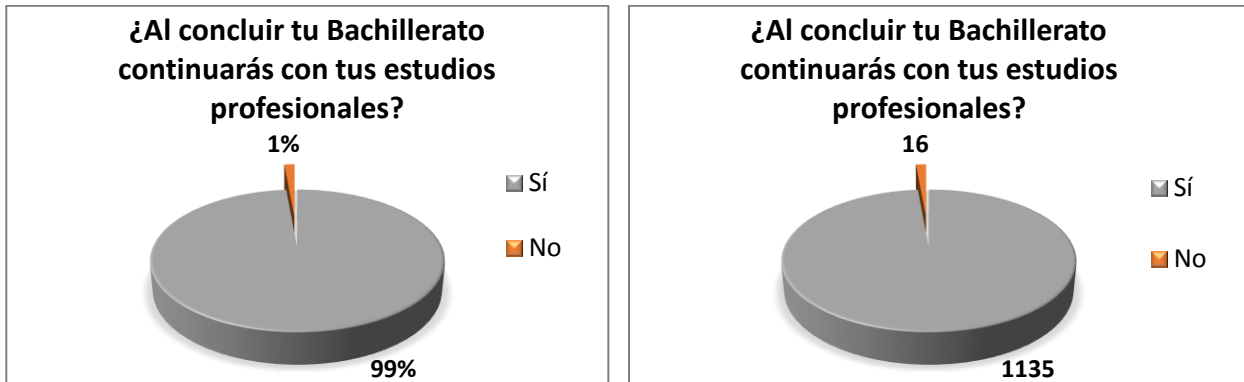 ¿Al concluir tu Bachillerato
continuarás con tus estudios
profesionales?
1%
Sí
No
99%
¿Al concluir tu Bachillerato
continuarás con tus estudios
profesionales?
16
Sí
No
1135